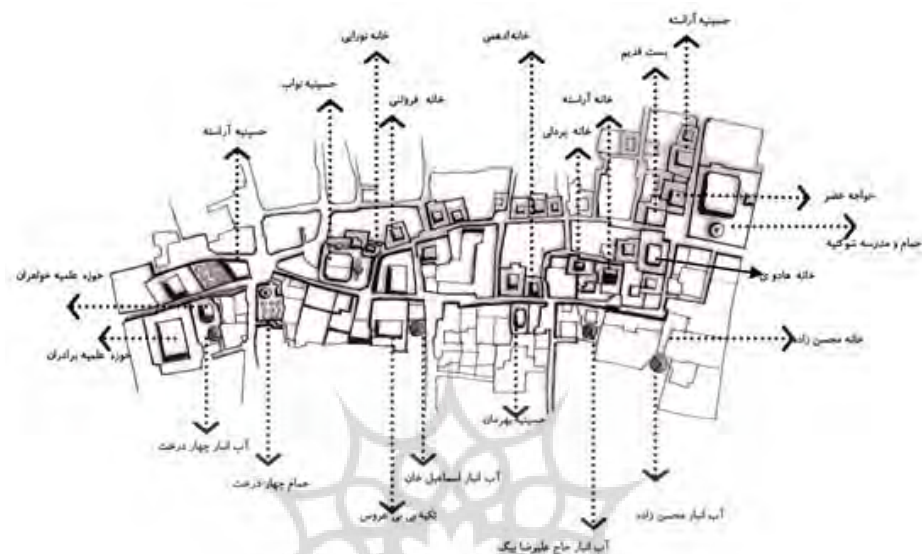 حسینیه آراسته
بست قدیم
خانه ادهمی
خانه نورایی
حسینیه نواب
خانه فروتنی
خانه آراسته
خانه یزدانی
حسینیه آراسته
خواجه خضر
حمام و مدرسه شوکتیه
خانه هادوی
حوزه علمیه خواهران
خانه محسن زاده
حوزه علمیه برادران
حسینیه بهرمان
آب انبار چهار درخت
آب انبار اسماعیل خان
حمام چهار درخت
تکیه بی بی عروس
آب انبار محسن زاده
آب انبار حاج علیرضا بیگ